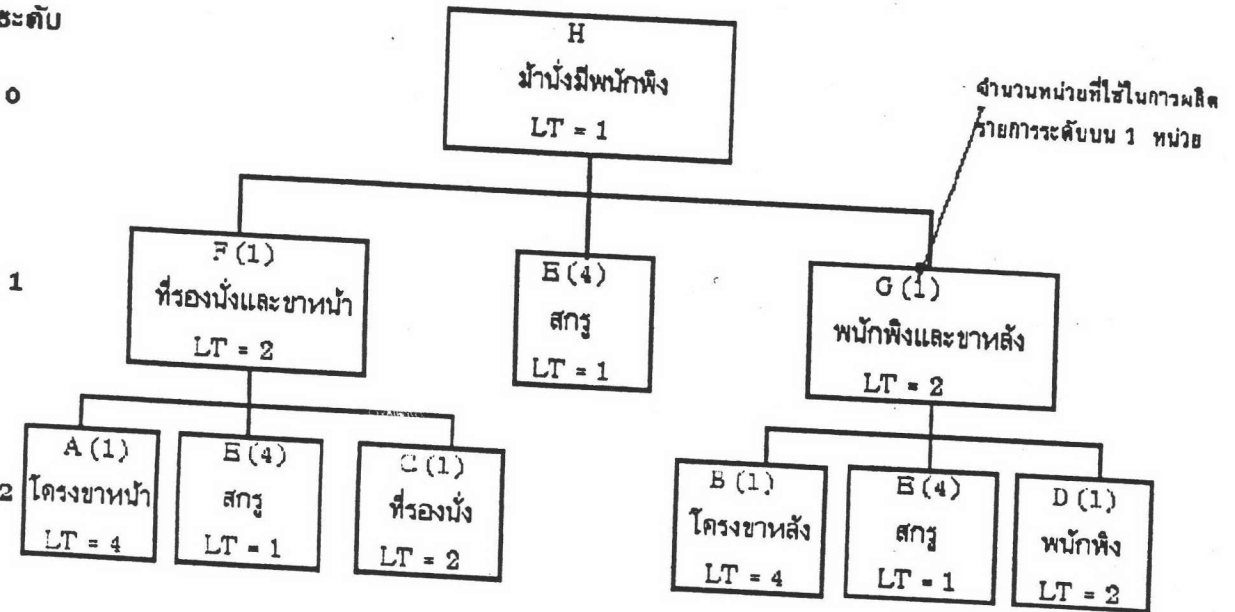 ระดับ
0
H
ม้านั่งมีพนักพิง
LT = 1
จำนวนหน่วยที่ใช้ในการผลิต
รายการระดับบน 1 หน่วย
1
F (1)
ที่รองนั่งและขาหน้า
LT = 2
E (4)
สกรู
LT = 1
G (1)
พนักพิงและขาหลัง
LT = 2
2
A (1)
โครงขาหน้า
LT = 4
E (4)
สกรู
LT = 1
C (1)
ที่รองนั่ง
LT = 2
B (1)
โครงขาหลัง
LT = 4
E (4)
สกรู
LT = 1
D (1)
พนักพิง
LT = 2